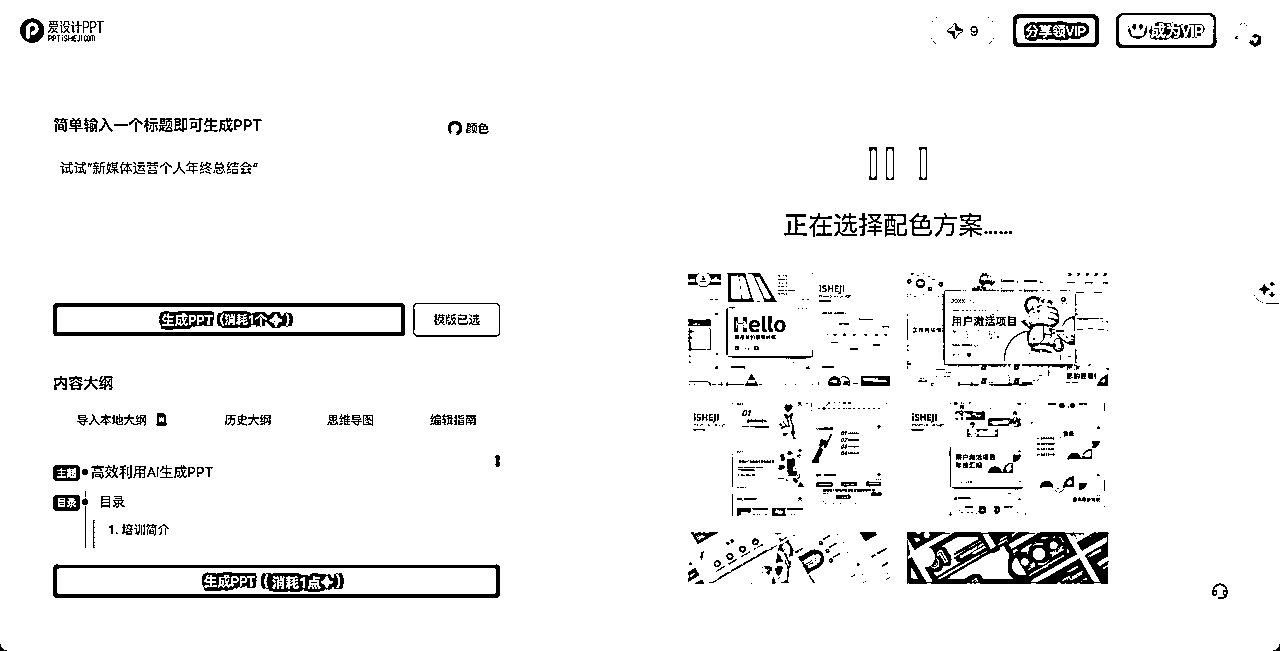 爱设计PPT
PPT.iSHEJI.COM
9
分享领VIP
成为VIP
简单输入一个标题即可生成PPT
颜色
试试"新媒体运营个人年终总结会"
生成PPT（消耗1个）
模版已选
内容大纲
导入本地大纲
历史大纲
思维导图
编辑指南
主题
高效利用AI生成PPT
目录
目录
1. 培训简介
生成PPT（消耗1点）
正在选择配色方案......
iSHEJI
Hello
用户激活项目
iSHEJI
01
iSHEJI
用户激活项目
年终汇报